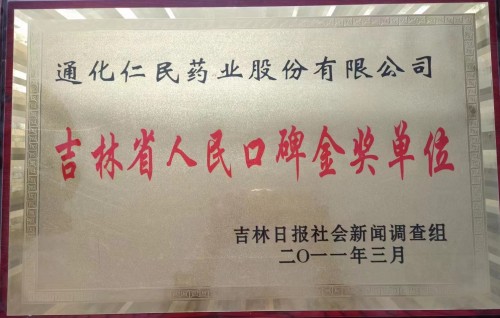 通化仁民药业股份有限公司
吉林省人民口碑金奖单位
吉林日报社会新闻调查组
二〇一一年三月